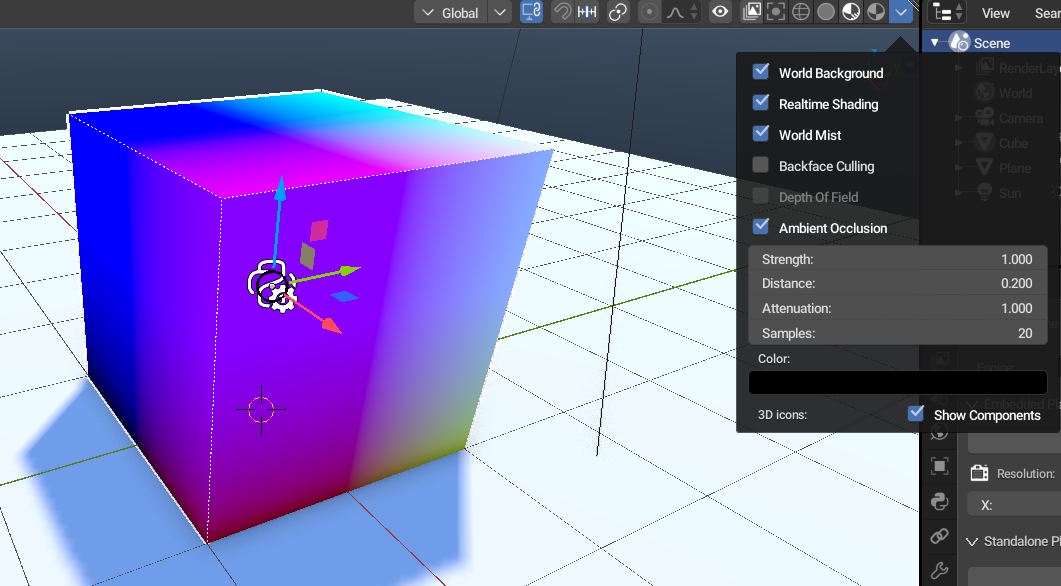 Global
View
Sear
Scene
World Background
RenderLay
Realtime Shading
World
World Mist
Camera
Backface Culling
Cube
Depth Of Field
Plane
Ambient Occlusion
Sun
Strength: 1.000
Distance: 0.200
Attenuation: 1.000
Samples: 20
Color:
3D icons:
Show Components
Resolution:
X:
Standalone Pl